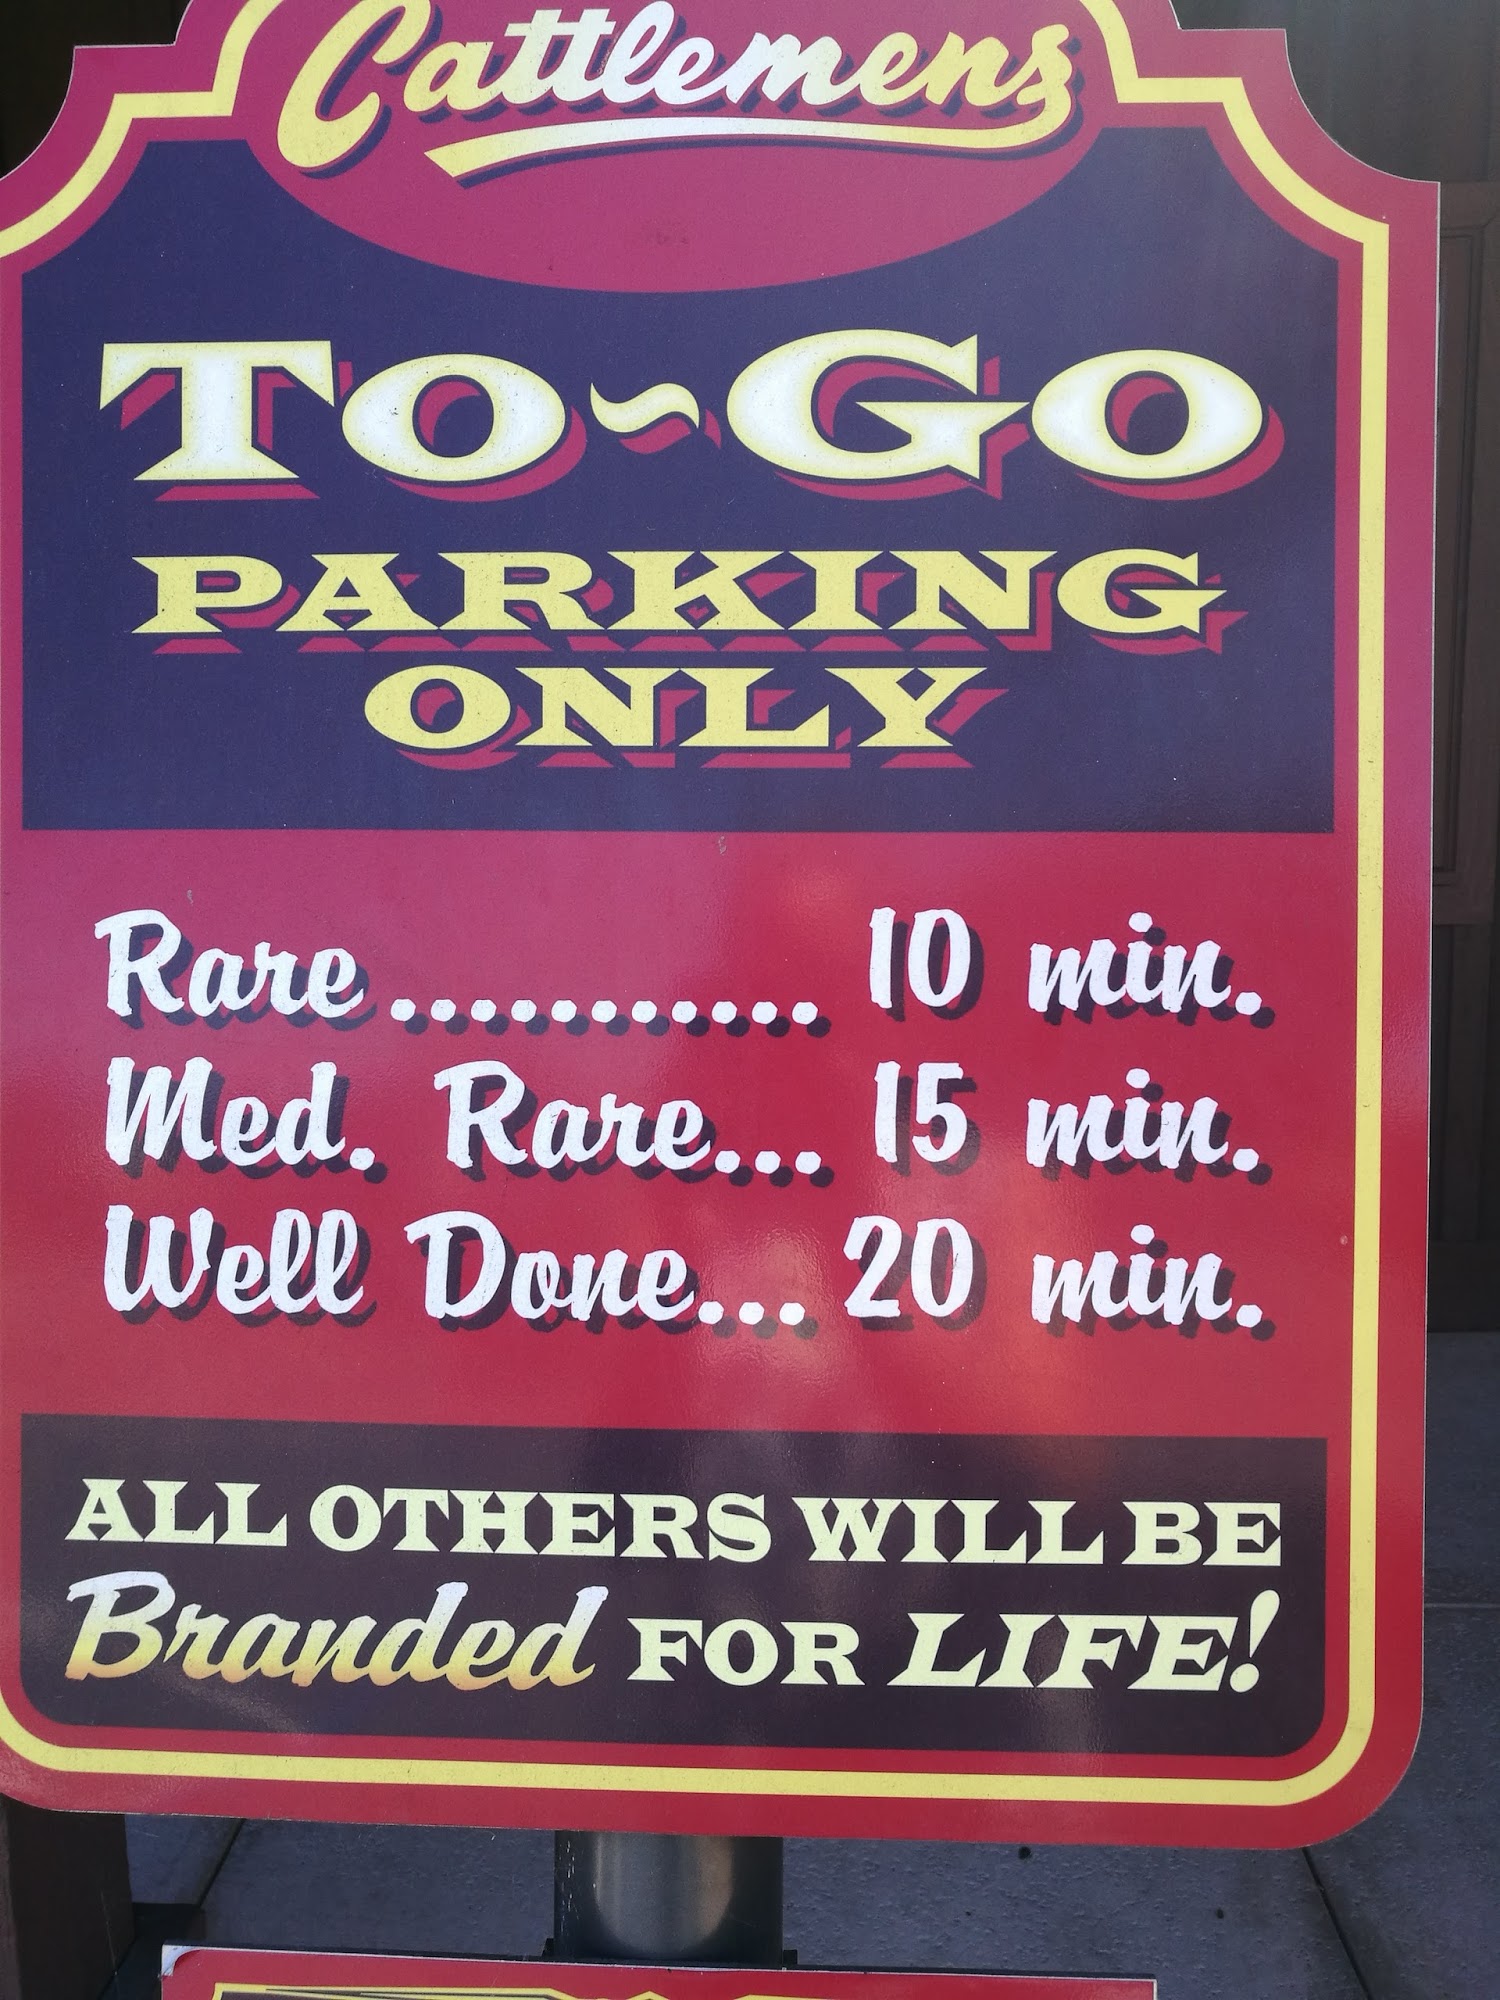 Cattlemens
TO~GO
PARKING
ONLY
Rare........... 10 min.
Med. Rare... 15 min.
Well Done... 20 min.
ALL OTHERS WILL BE
Branded FOR LIFE!